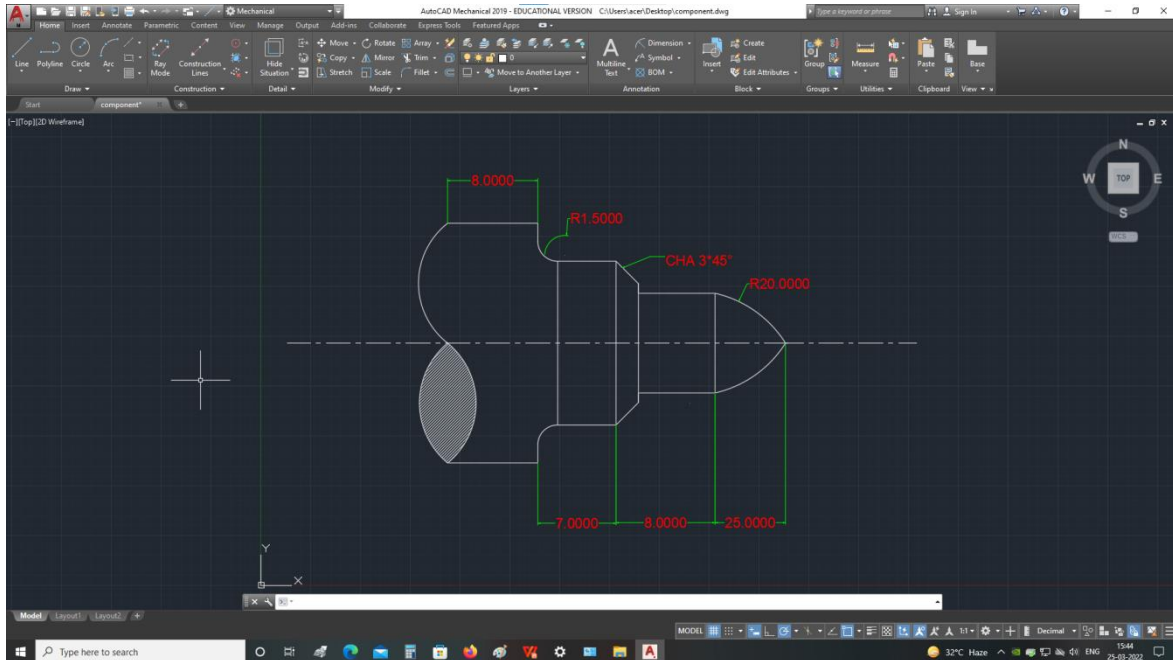 Mechanical
AutoCAD Mechanical 2019 - EDUCATIONAL VERSION C:\Users\acer\Desktop\component.dwg
Type a keyword or phrase
Sign In
Home Insert Annotate Parametric Content View Manage Output Add-ins Collaborate Express Tools Featured Apps
Line Polyline Circle Arc Ray Mode Construction Lines Hide Situation
Move Rotate Array
Copy Mirror Trim
Stretch Scale Fillet
0
Move to Another Layer
Multiline Text
Dimension
Symbol
BOM
Insert
Create
Edit
Edit Attributes
Group
Measure
Paste
Base
Draw Construction Detail Modify Layers Annotation Block Groups Utilities Clipboard View
Start component*
[−][Top][2D Wireframe]
N
W TOP E
S
WCS
8.0000
R1.5000
CHA 3*45°
R20.0000
7.0000 8.0000 25.0000
Y
X
Model Layout1 Layout2 +
MODEL 1:1 Decimal
Type here to search
32°C Haze ENG 15:44
25-03-2022